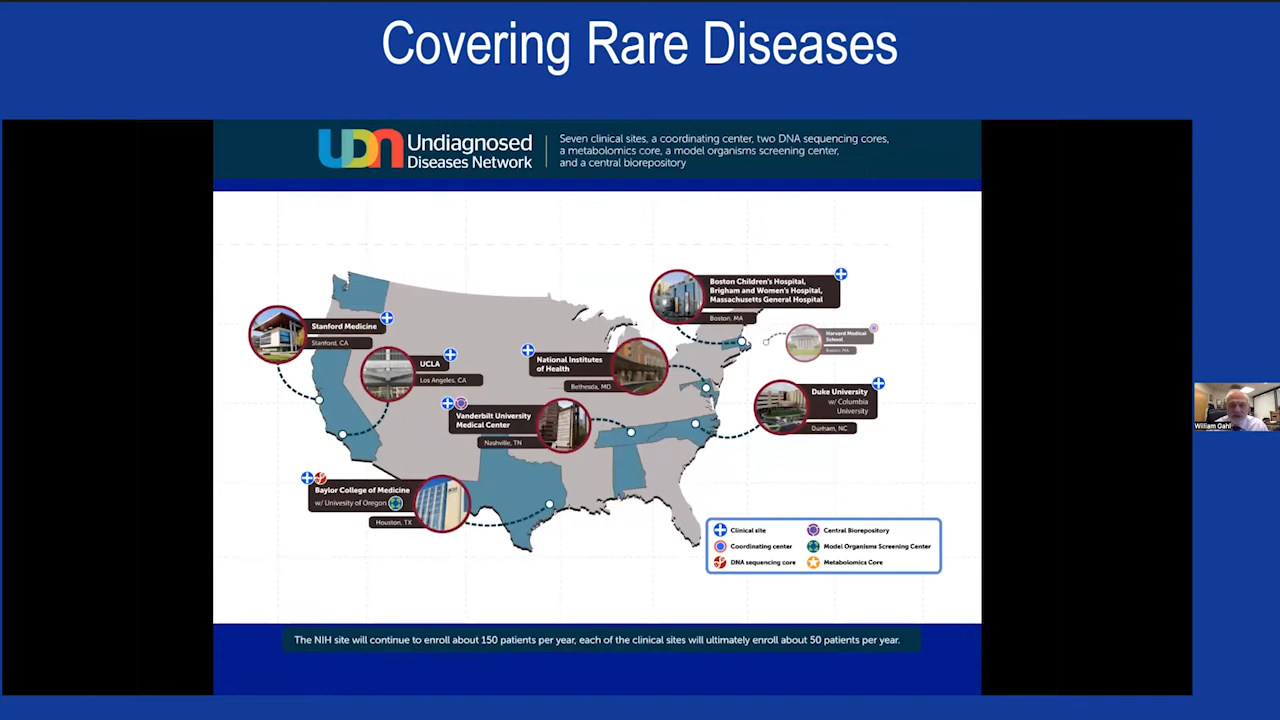 Covering Rare Diseases
UDN
Undiagnosed
Diseases Network
Seven clinical sites, a coordinating center, two DNA sequencing cores,
a metabolomics core, a model organisms screening center,
and a central biorepository
Boston Children's Hospital,
Brigham and Women's Hospital,
Massachusetts General Hospital
Boston, MA
Stanford Medicine
Stanford, CA
Harvard Medical
School
Boston, MA
UCLA
Los Angeles, CA
National Institutes
of Health
Bethesda, MD
Duke University
w/ Columbia
University
Durham, NC
Vanderbilt University
Medical Center
Nashville, TN
Baylor College of Medicine
w/ Univesity of Oregon
Houston, TX
Clinical site
Coordinating center
DNA sequencing core
Central Biorepository
Model Organisms Screening Center
Metabolomics Core
William Gahl
The NIH site will continue to enroll about 150 patients per year, each of the clinical sites will ultimately enroll about 50 patients per year.